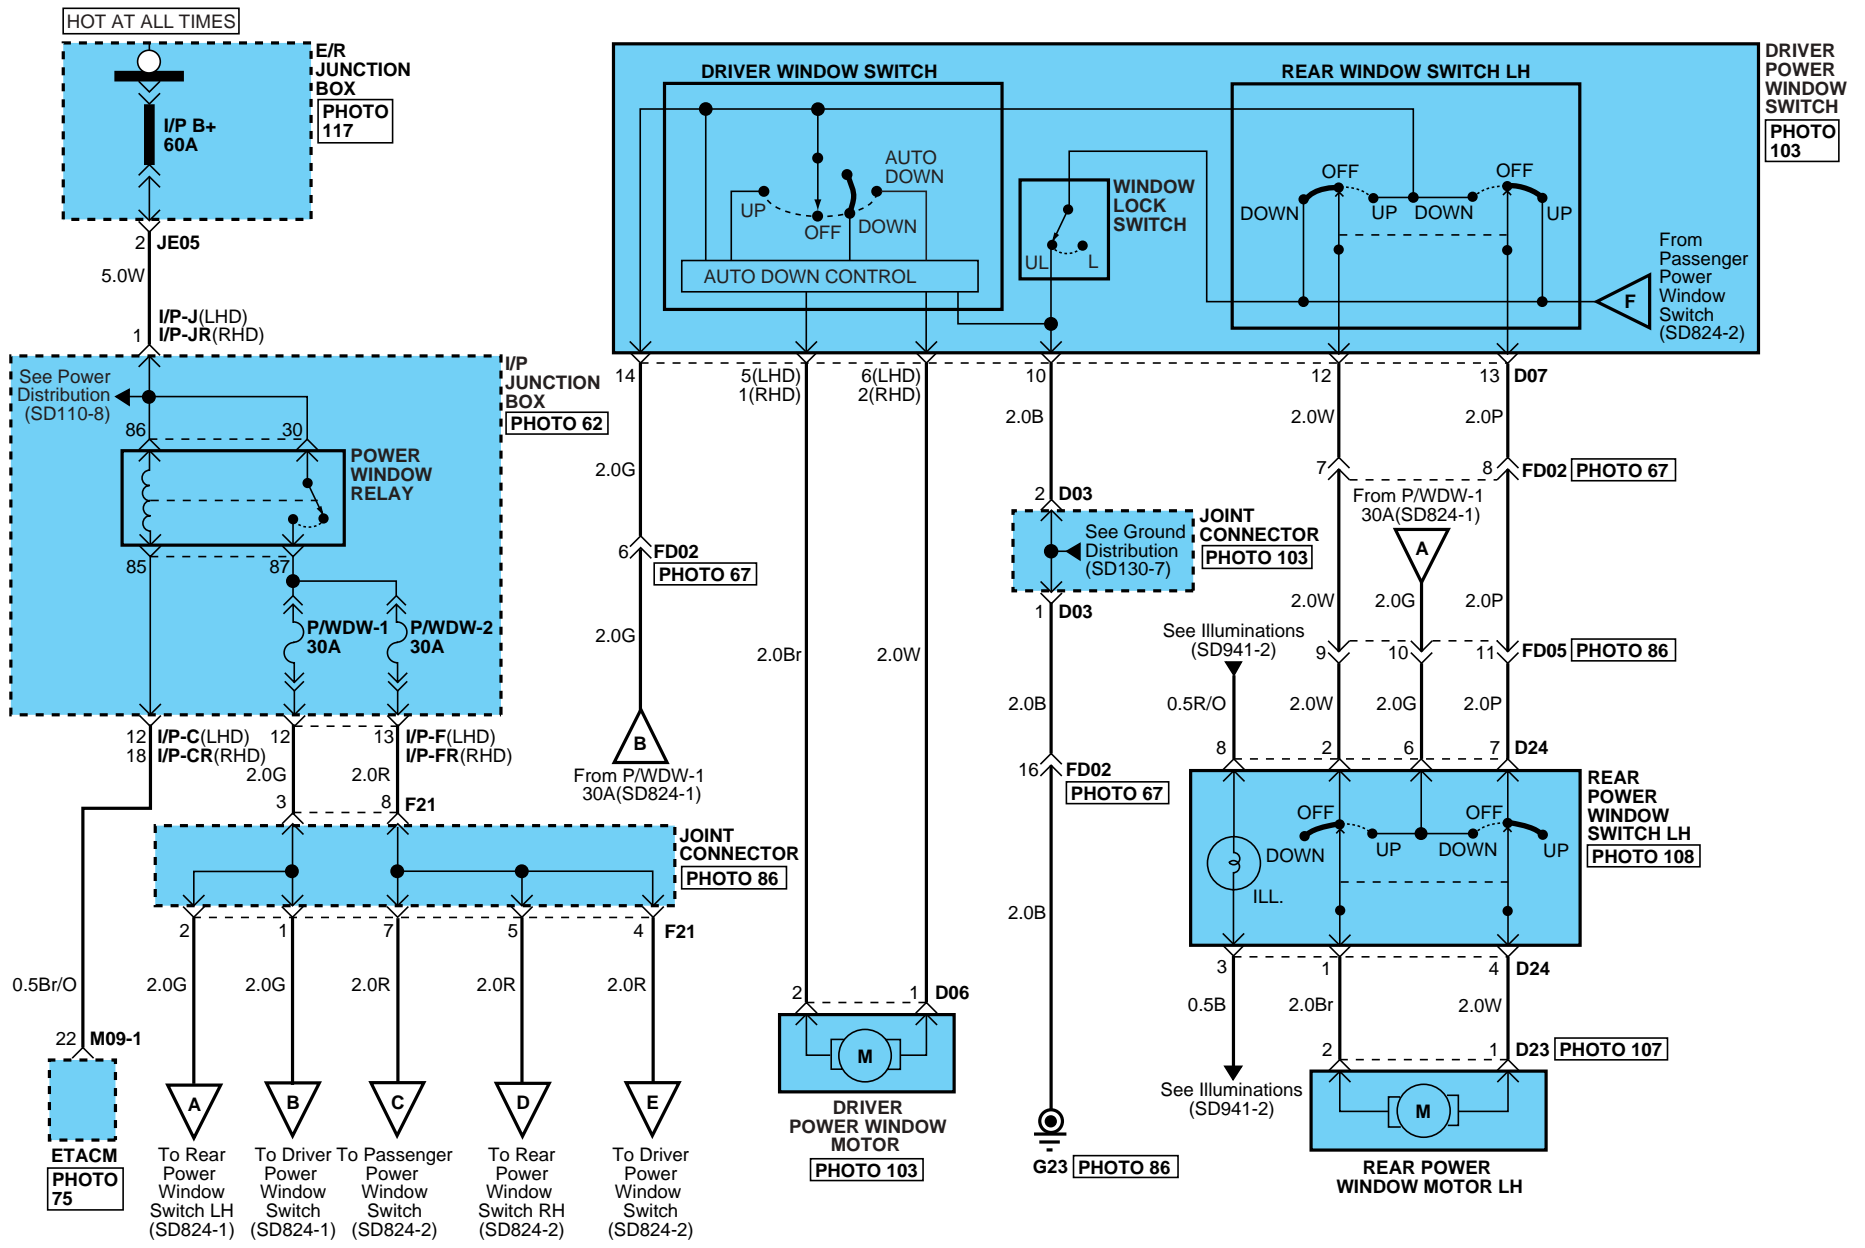 HOT AT ALL TIMES
E/R
JUNCTION
BOX
PHOTO
117
I/P B+
60A
2
JE05
5.0W
I/P-J(LHD)
1
I/P-JR(RHD)
I/P
JUNCTION
BOX
PHOTO 62
See Power
Distribution
(SD110-8)
86
30
POWER
WINDOW
RELAY
85
87
P/WDW-1
30A
P/WDW-2
30A
12
I/P-C(LHD)
18
I/P-CR(RHD)
12
13
I/P-F(LHD)
I/P-FR(RHD)
2.0G
2.0R
3
8
F21
JOINT
CONNECTOR
PHOTO 86
2
1
7
5
4
F21
0.5Br/O
2.0G
2.0G
2.0R
2.0R
2.0R
22
M09-1
ETACM
PHOTO
75
A
To Rear
Power
Window
Switch LH
(SD824-1)
B
To Driver
Power
Window
Switch
(SD824-1)
C
To Passenger
Power
Window
Switch
(SD824-2)
D
To Rear
Power
Window
Switch RH
(SD824-2)
E
To Driver
Power
Window
Switch
(SD824-2)
DRIVER
POWER
WINDOW
SWITCH
PHOTO
103
DRIVER WINDOW SWITCH
AUTO
DOWN
UP
OFF
DOWN
AUTO DOWN CONTROL
WINDOW
LOCK
SWITCH
UL
L
REAR WINDOW SWITCH LH
OFF
OFF
DOWN
UP
DOWN
UP
From
Passenger
Power
Window
Switch
(SD824-2)
F
14
5(LHD)
1(RHD)
6(LHD)
2(RHD)
10
12
13
D07
2.0G
6
FD02
PHOTO 67
2.0G
B
From P/WDW-1
30A(SD824-1)
2.0Br
2.0W
2
1
D06
M
DRIVER
POWER WINDOW
MOTOR
PHOTO 103
2.0B
2
D03
JOINT
CONNECTOR
PHOTO 103
See Ground
Distribution
(SD130-7)
1
D03
2.0B
16
FD02
PHOTO 67
2.0B
G23
PHOTO 86
2.0W
2.0P
7
8
FD02
PHOTO 67
From P/WDW-1
30A(SD824-1)
A
2.0W
2.0G
2.0P
See Illuminations
(SD941-2)
9
10
11
FD05
PHOTO 86
0.5R/O
2.0W
2.0G
2.0P
8
2
6
7
D24
REAR
POWER
WINDOW
SWITCH LH
PHOTO 108
OFF
OFF
DOWN
UP
DOWN
UP
ILL.
3
1
4
D24
0.5B
2.0Br
2.0W
See Illuminations
(SD941-2)
2
1
D23
PHOTO 107
M
REAR POWER
WINDOW MOTOR LH